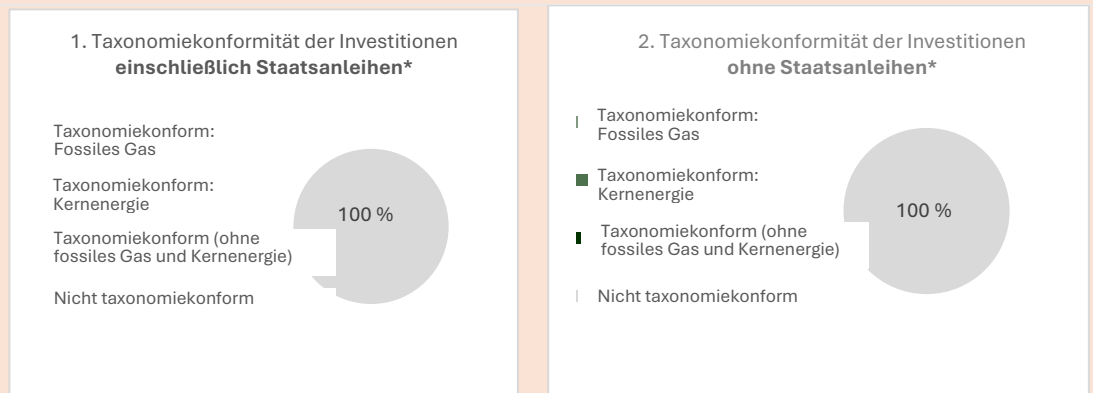 1. Taxonomiekonformität der Investitionen
einschließlich Staatsanleihen*
Taxonomiekonform:
Fossiles Gas
Taxonomiekonform:
Kernenergie
Taxonomiekonform (ohne
fossiles Gas und Kernenergie)
Nicht taxonomiekonform
100 %
2. Taxonomiekonformität der Investitionen
ohne Staatsanleihen*
Taxonomiekonform:
Fossiles Gas
Taxonomiekonform:
Kernenergie
Taxonomiekonform (ohne
fossiles Gas und Kernenergie)
Nicht taxonomiekonform
100 %